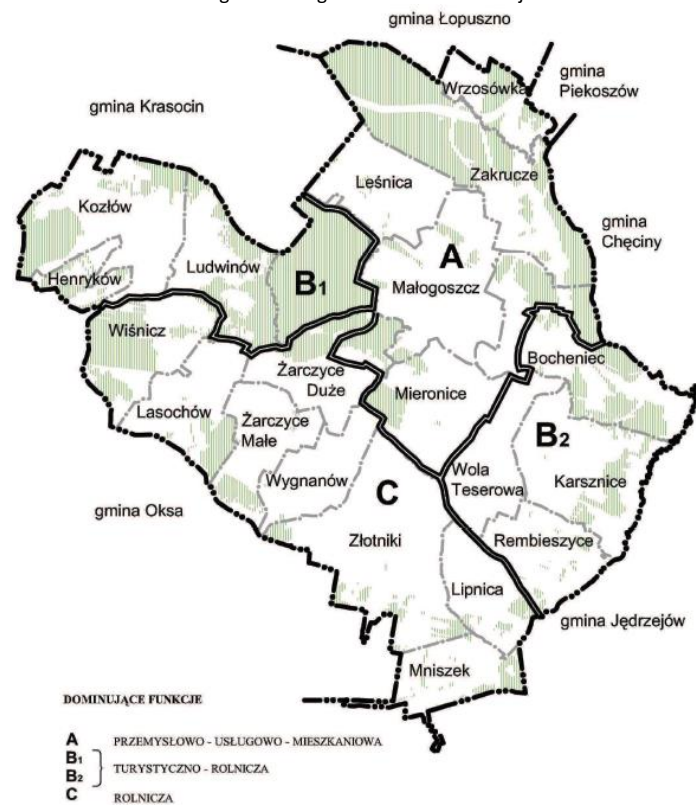 gmina Łopuszno
Wrzosówka
gmina
Piekoszów
gmina Krasocin
Zakrucze
Leśnica
Kozłów
gmina
Chęciny
A
Ludwinów
Henryków
B1
Małogoszcz
Wiśnicz
Bocheniec
Żarczyce
Duże
Mieronice
Lasochów
Żarczyce
Małe
B2
Wola
Teserowa
Karsznice
Wygnanów
C
gmina Oksa
Złotniki
Rembieszyce
Lipnica
gmina Jędrzejów
Mniszek
DOMINUJĄCE FUNKCJE
A PRZEMYSŁOWO - USŁUGOWO - MIESZKANIOWA
B1
B2 TURYSTYCZNO - ROLNICZA
C ROLNICZA